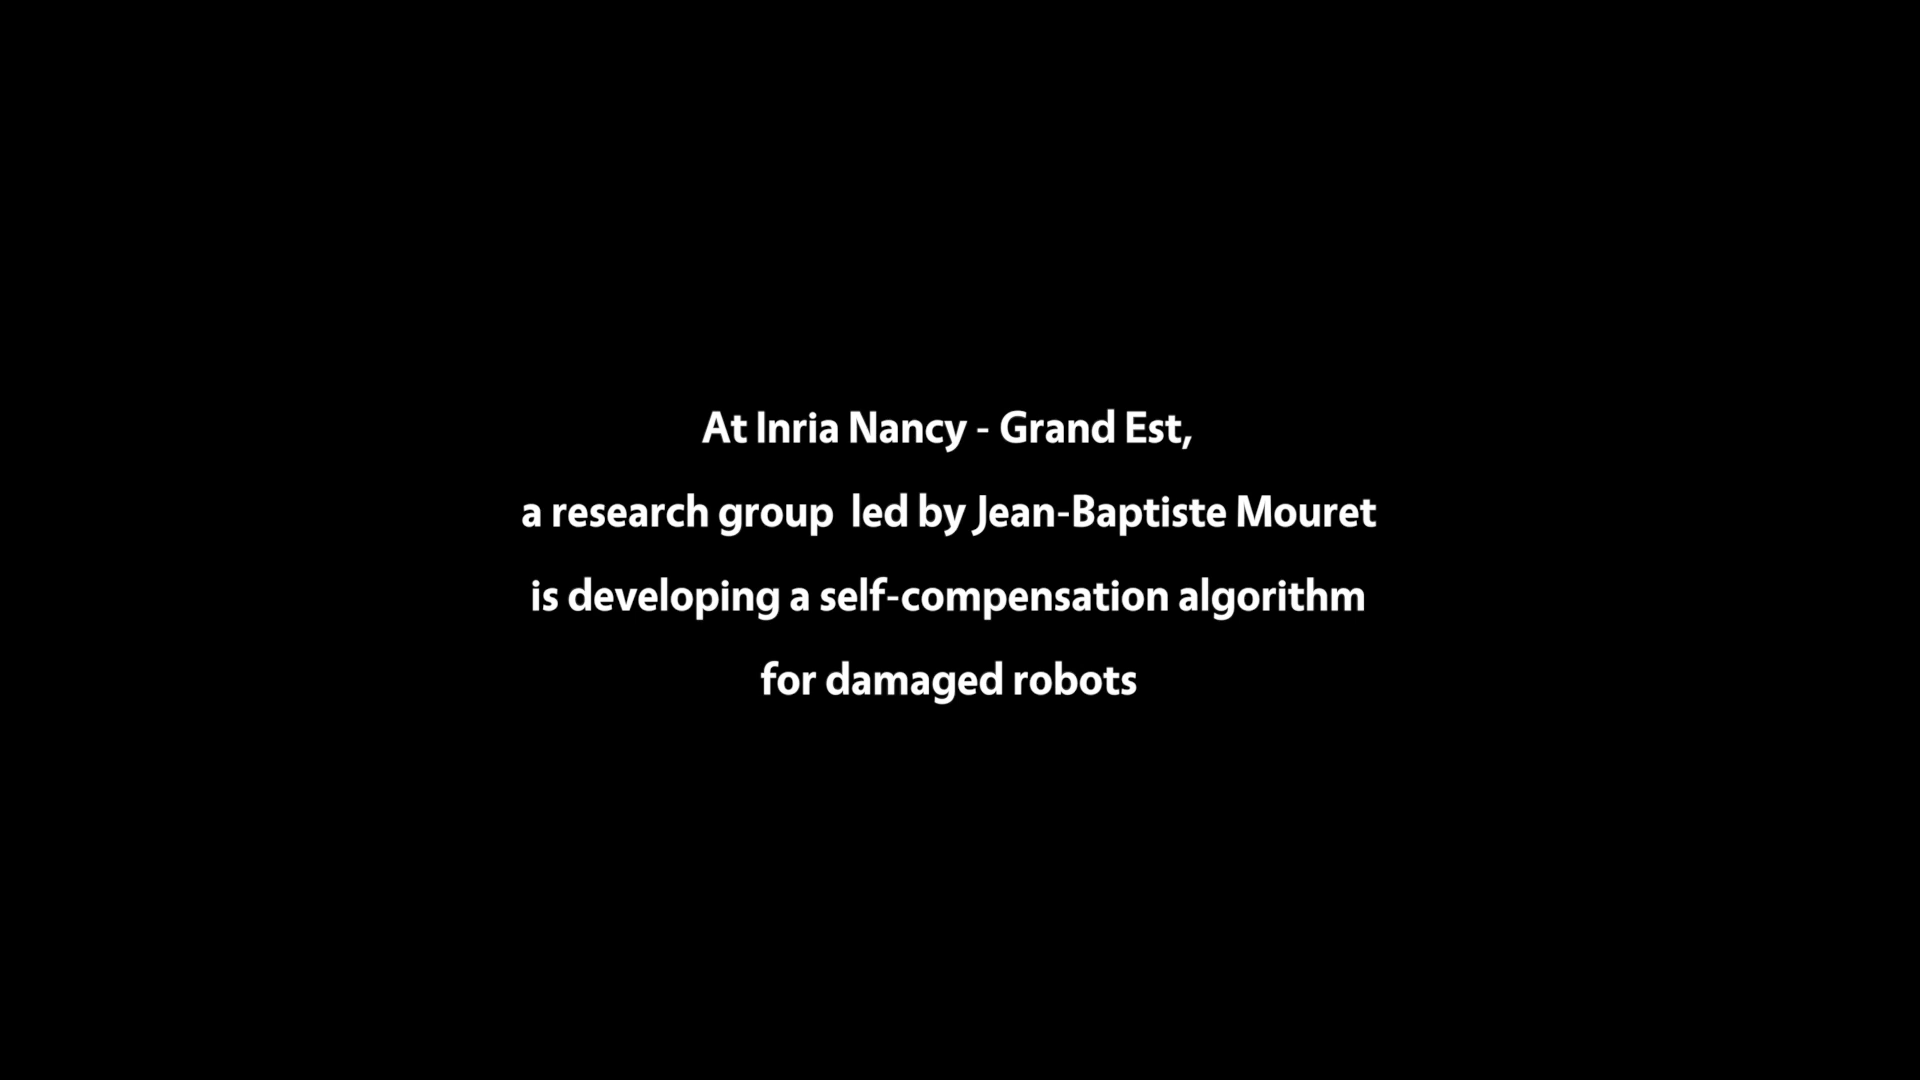 At Inria Nancy - Grand Est,
a research group  led by Jean-Baptiste Mouret
is developing a self-compensation algorithm
for damaged robots